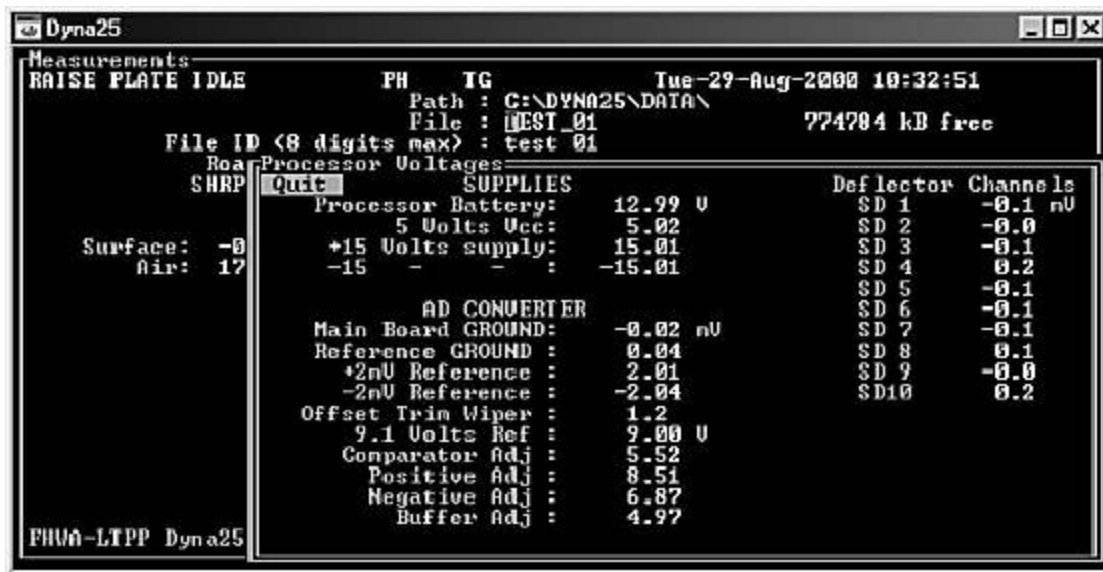 Dyna25
Measurements
RAISE PLATE IDLE PH TG Tue-29-Aug-2000 10:32:51
Path : C:\DYNA25\DATA\
File : TEST_01 774784 kB free
File ID (8 digits max) : test 01
Roa Processor Voltages
SHRP Quit SUPPLIES Deflector Channels
Processor Battery: 12.99 V SD 1 -0.1 mV
5 Volts Vcc: 5.02 SD 2 -0.0
Surface: -0 +15 Volts supply: 15.01 SD 3 -0.1
Air: 17 -15 - - : -15.01 SD 4 0.2
SD 5 -0.1
AD CONVERTER SD 6 -0.1
Main Board GROUND: -0.02 mV SD 7 -0.1
Reference GROUND : 0.04 SD 8 0.1
+2mV Reference : 2.01 SD 9 -0.0
-2mV Reference : -2.04 SD10 0.2
Offset Trim Wiper : 1.2
9.1 Volts Ref : 9.00 V
Comparator Adj : 5.52
Positive Adj : 8.51
Negative Adj : 6.87
Buffer Adj : 4.97
FHWA-LTPP Dyna25